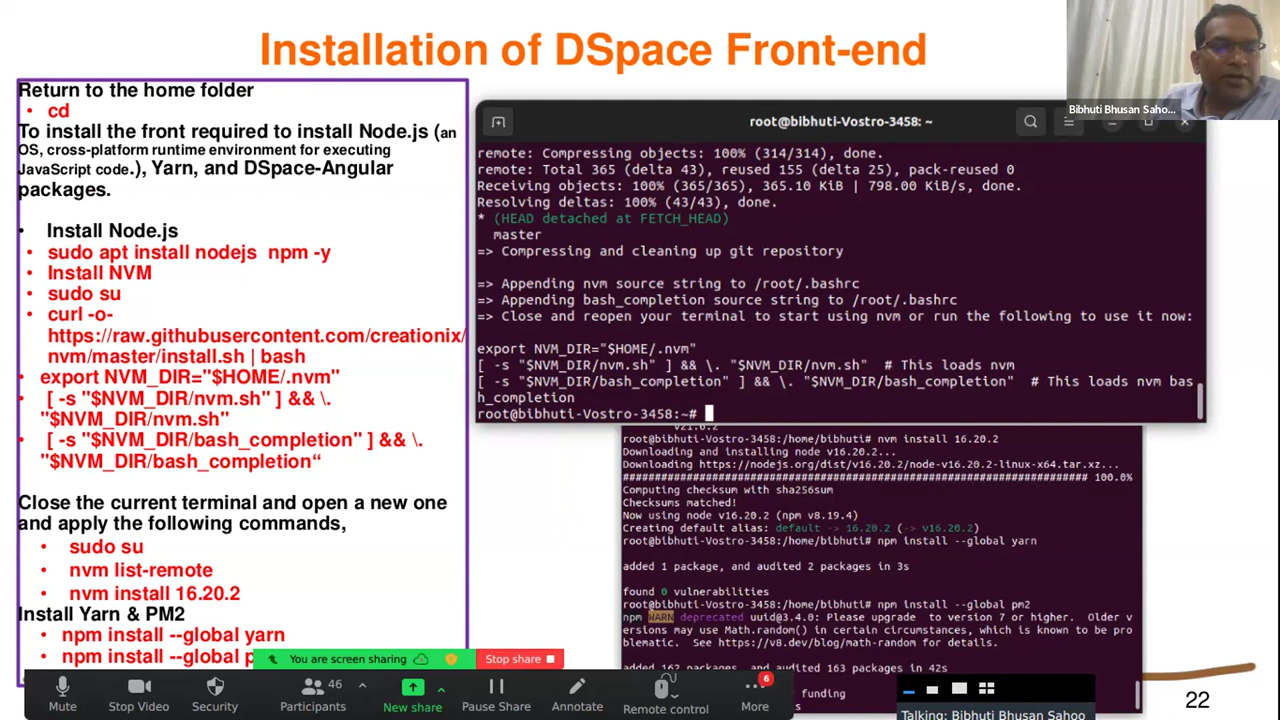 Installation of DSpace Front-end
Return to the home folder
• cd
To install the front required to install Node.js (an
OS, cross-platform runtime environment for executing
JavaScript code.), Yarn, and DSpace-Angular
packages.
• Install Node.js
• sudo apt install nodejs npm -y
• Install NVM
• sudo su
• curl -o-
https://raw.githubusercontent.com/creationix/
nvm/master/install.sh | bash
• export NVM_DIR="$HOME/.nvm"
• [ -s "$NVM_DIR/nvm.sh" ] && \.
"$NVM_DIR/nvm.sh"
• [ -s "$NVM_DIR/bash_completion" ] && \.
"$NVM_DIR/bash_completion“
Close the current terminal and open a new one
and apply the following commands,
• sudo su
• nvm list-remote
• nvm install 16.20.2
Install Yarn & PM2
• npm install --global yarn
• npm install --global
Bibhuti Bhusan Saho...
root@bibhuti-Vostro-3458: ~
remote: Compressing objects: 100% (314/314), done.
remote: Total 365 (delta 43), reused 155 (delta 25), pack-reused 0
Receiving objects: 100% (365/365), 365.10 KiB | 798.00 KiB/s, done.
Resolving deltas: 100% (43/43), done.
* (HEAD detached at FETCH_HEAD)
master
=> Compressing and cleaning up git repository
=> Appending nvm source string to /root/.bashrc
=> Appending bash_completion source string to /root/.bashrc
=> Close and reopen your terminal to start using nvm or run the following to use it now:
export NVM_DIR="$HOME/.nvm"
[ -s "$NVM_DIR/nvm.sh" ] && \. "$NVM_DIR/nvm.sh" # This loads nvm
[ -s "$NVM_DIR/bash_completion" ] && \. "$NVM_DIR/bash_completion" # This loads nvm bas
h_completion
root@bibhuti-Vostro-3458:~#
root@bibhuti-Vostro-3458:/home/bibhuti# nvm install 16.20.2
Downloading and installing node v16.20.2...
Downloading https://nodejs.org/dist/v16.20.2/node-v16.20.2-linux-x64.tar.xz...
100.0%
Computing checksum with sha256sum
Checksums matched!
Now using node v16.20.2 (npm v8.19.4)
Creating default alias: default -> 16.20.2 (-> v16.20.2)
root@bibhuti-Vostro-3458:/home/bibhuti# npm install --global yarn
added 1 package, and audited 2 packages in 3s
found 0 vulnerabilities
root@bibhuti-Vostro-3458:/home/bibhuti# npm install --global pm2
npm WARN deprecated uuid@3.4.0: Please upgrade to version 7 or higher. Older v
ersions may use Math.random() in certain circumstances, which is known to be pro
blematic. See https://v8.dev/blog/math-random for details.
added 162 packages, and audited 163 packages in 42s
funding
You are screen sharing
Stop share
Mute
Stop Video
Security
46
Participants
New share
Pause Share
Annotate
Remote control
6
More
Talking: Bibhuti Bhusan Sahoo
22